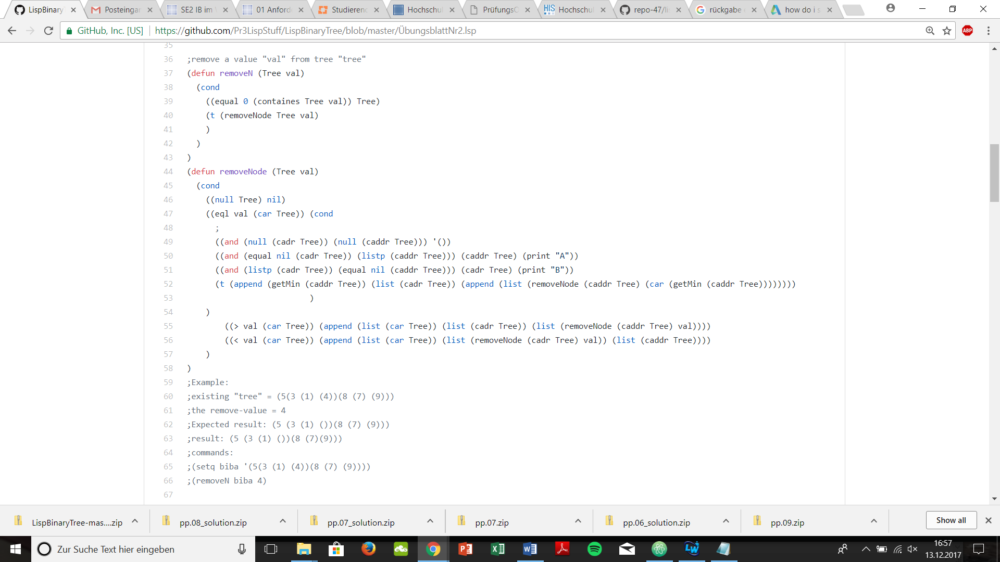 LispBinary
Posteingar
SE2 IB im
01 Anford
Studierend
Hochschul
PrüfungsC
HIS Hochschul
repo-47/li
rückgabe
how do i s
GitHub, Inc. [US] https://github.com/Pr3LispStuff/LispBinaryTree/blob/master/ÜbungsblattNr2.lsp
ABP
35
36 ;remove a value "val" from tree "tree"
37 (defun removeN (Tree val)
38 (cond
39 ((equal 0 (containes Tree val)) Tree)
40 (t (removeNode Tree val)
41 )
42 )
43 )
44 (defun removeNode (Tree val)
45 (cond
46 ((null Tree) nil)
47 ((eql val (car Tree)) (cond
48 ;
49 ((and (null (cadr Tree)) (null (caddr Tree))) '())
50 ((and (equal nil (cadr Tree)) (listp (caddr Tree))) (caddr Tree) (print "A"))
51 ((and (listp (cadr Tree)) (equal nil (caddr Tree))) (cadr Tree) (print "B"))
52 (t (append (getMin (caddr Tree)) (list (cadr Tree)) (append (list (removeNode (caddr Tree) (car (getMin (caddr Tree))))))))
53 )
54 )
55 ((> val (car Tree)) (append (list (car Tree)) (list (cadr Tree)) (list (removeNode (caddr Tree) val))))
56 ((< val (car Tree)) (append (list (car Tree)) (list (removeNode (cadr Tree) val)) (list (caddr Tree))))
57 )
58 )
59 ;Example:
60 ;existing "tree" = (5(3 (1) (4))(8 (7) (9)))
61 ;the remove-value = 4
62 ;Expected result: (5 (3 (1) ())(8 (7) (9)))
63 ;result: (5 (3 (1) ())(8 (7)(9)))
64 ;commands:
65 ;(setq biba '(5(3 (1) (4))(8 (7) (9))))
66 ;(removeN biba 4)
67
LispBinaryTree-mas....zip
pp.08_solution.zip
pp.07_solution.zip
pp.07.zip
pp.06_solution.zip
pp.09.zip
Show all
Zur Suche Text hier eingeben
16:57
13.12.2017